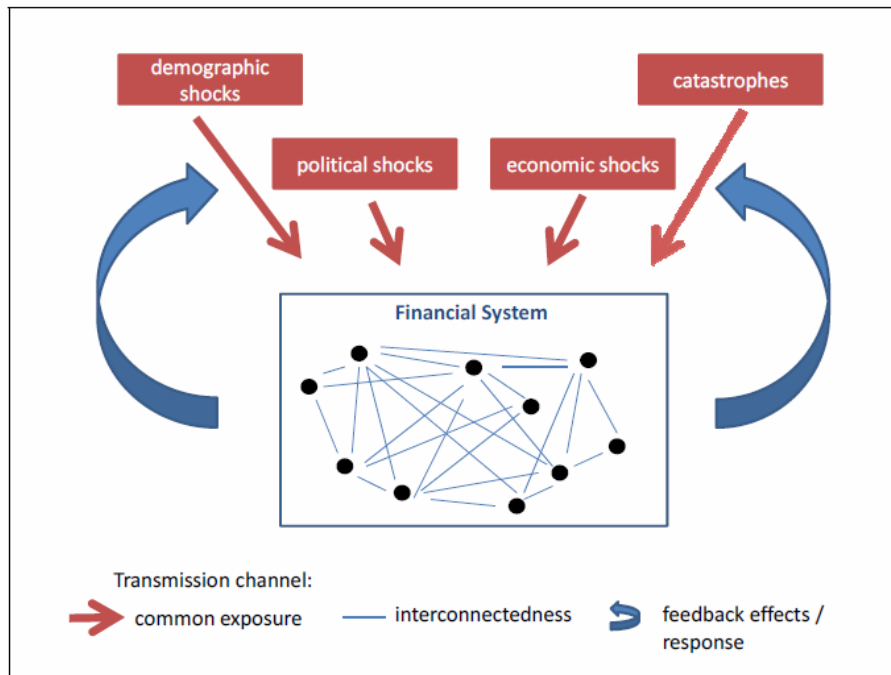 demographic
shocks
catastrophes
political shocks
economic shocks
Financial System
Transmission channel:
common exposure
interconnectedness
feedback effects /
response